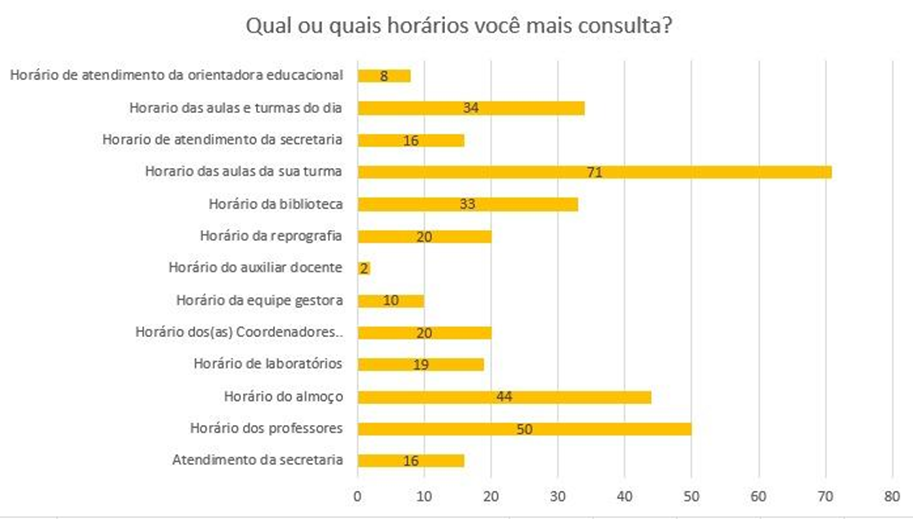 Qual ou quais horários você mais consulta?
Horário de atendimento da orientadora educacional 8
Horario das aulas e turmas do dia 34
Horario de atendimento da secretaria 16
Horario das aulas da sua turma 71
Horário da biblioteca 33
Horário da reprografia 20
Horário do auxiliar docente 2
Horário da equipe gestora 10
Horário dos(as) Coordenadores.. 20
Horário de laboratórios 19
Horário do almoço 44
Horário dos professores 50
Atendimento da secretaria 16
0 10 20 30 40 50 60 70 80